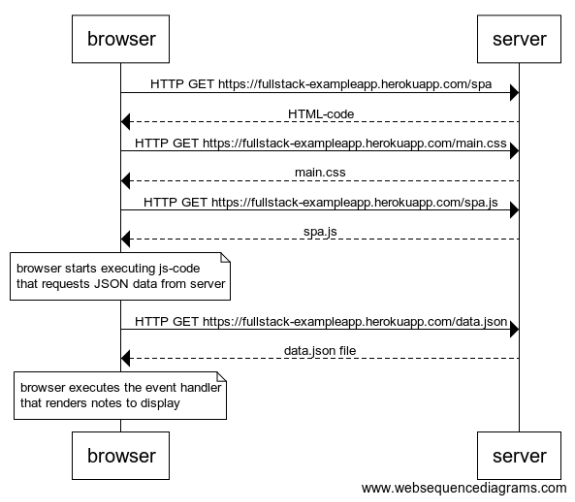 browser
server
HTTP GET https://fullstack-exampleapp.herokuapp.com/spa
HTML-code
HTTP GET https://fullstack-exampleapp.herokuapp.com/main.css
main.css
HTTP GET https://fullstack-exampleapp.herokuapp.com/spa.js
spa.js
browser starts executing js-code
that requests JSON data from server
HTTP GET https://fullstack-exampleapp.herokuapp.com/data.json
data.json file
browser executes the event handler
that renders notes to display
browser
server
www.websequencediagrams.com